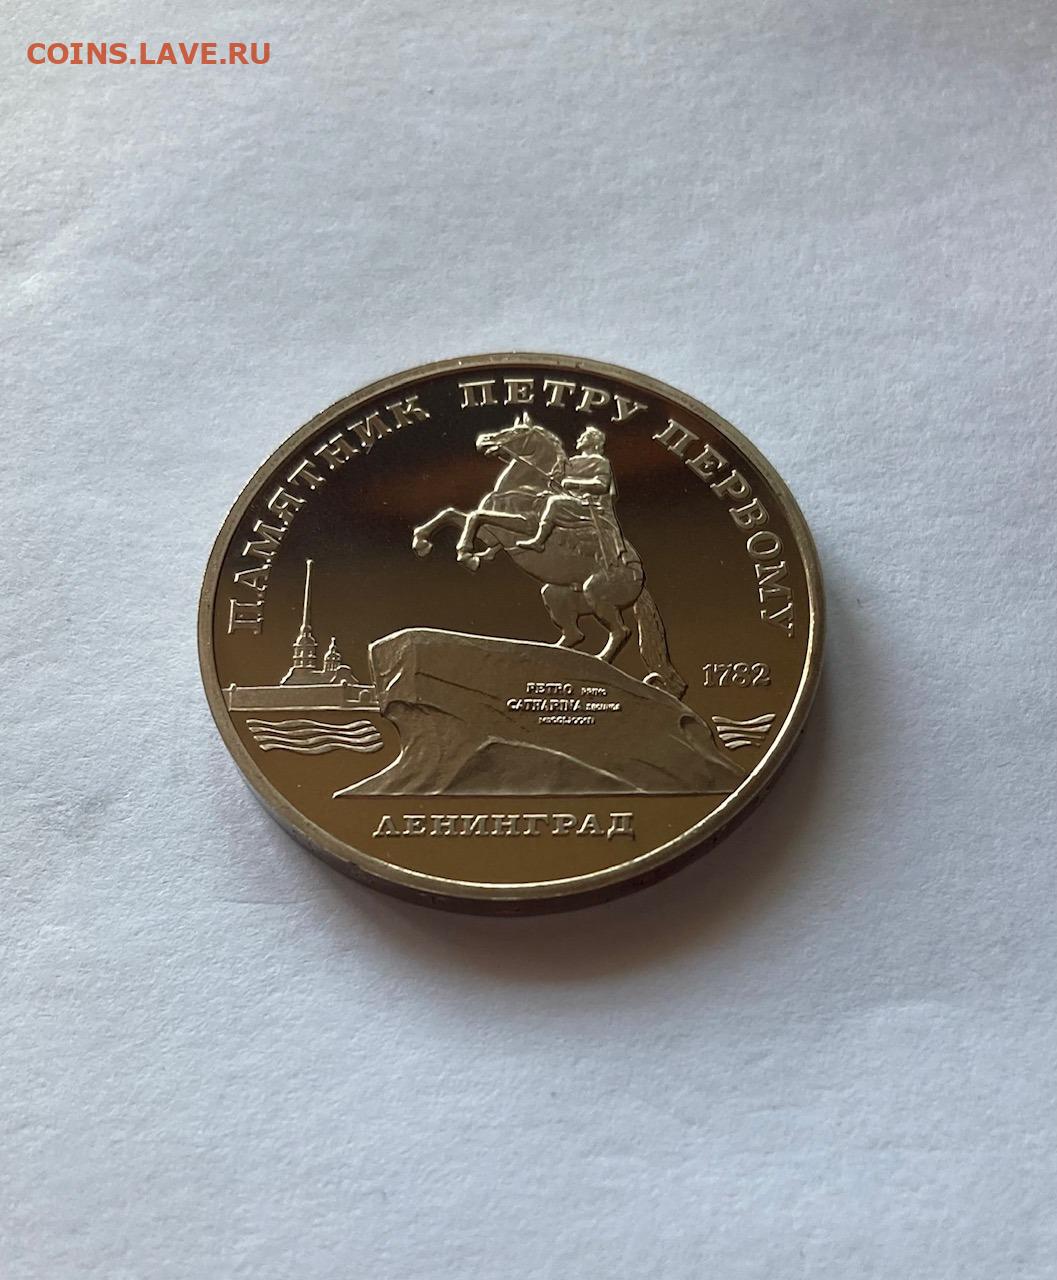 COINS.LAVE.RU
ПАМЯТНИК ПЕТРУ ПЕРВОМУ
1782
PETRO
CATHARINA
ЛЕНИНГРАД